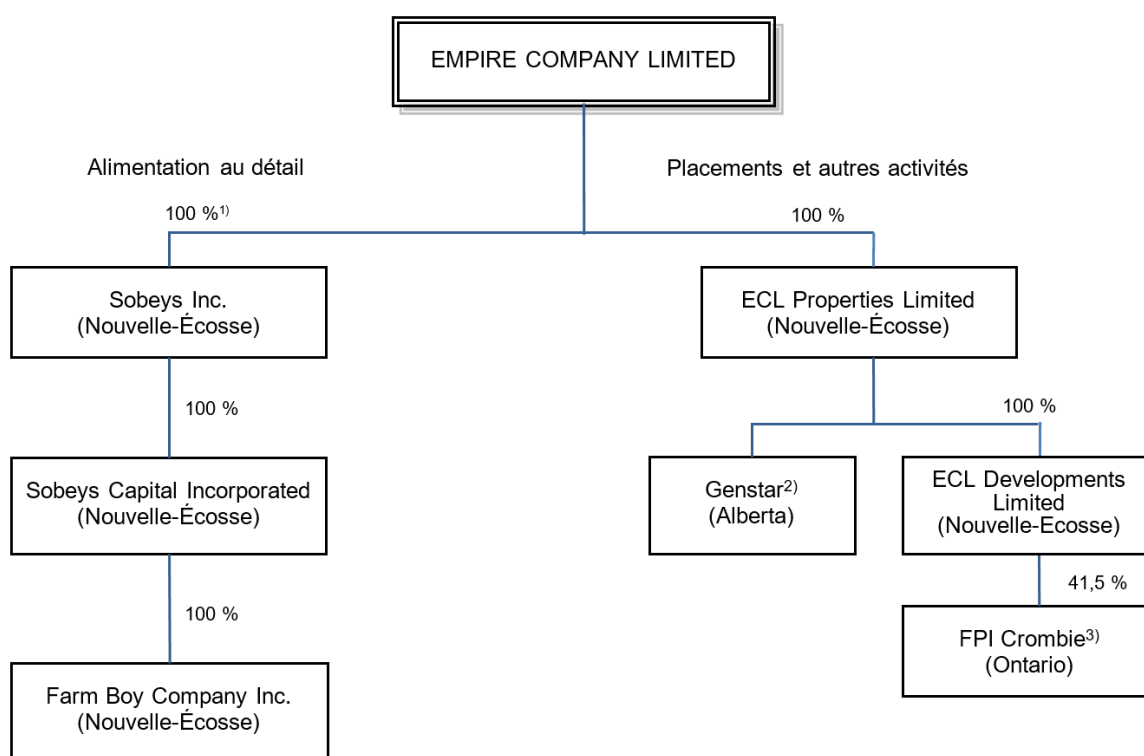 EMPIRE COMPANY LIMITED
Alimentation au détail
Placements et autres activités
100 %¹⁾
100 %
Sobeys Inc.
(Nouvelle-Écosse)
ECL Properties Limited
(Nouvelle-Écosse)
100 %
100 %
Sobeys Capital Incorporated
(Nouvelle-Écosse)
Genstar²⁾
(Alberta)
ECL Developments
Limited
(Nouvelle-Ecosse)
100 %
41,5 %
FPI Crombie³⁾
(Ontario)
Farm Boy Company Inc.
(Nouvelle-Écosse)